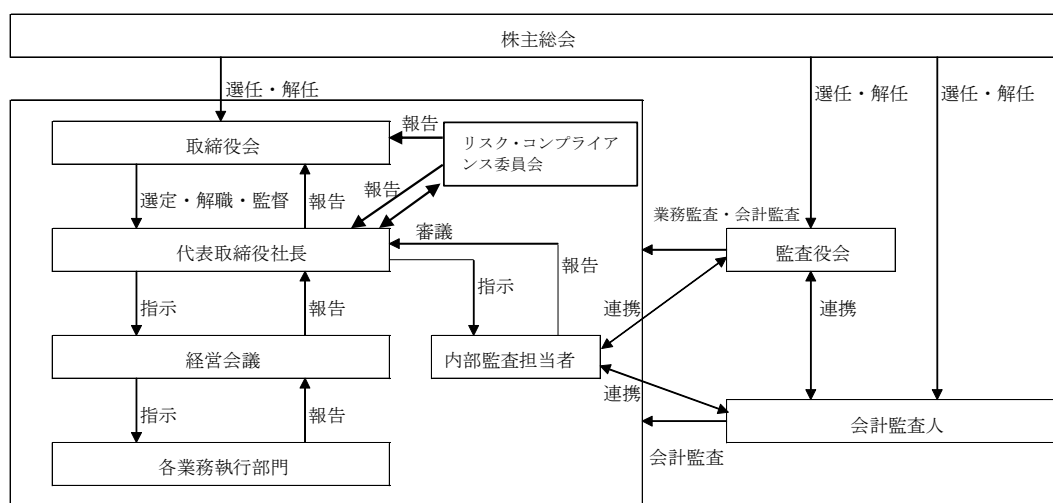 株主総会
選任・解任
選任・解任
選任・解任
報告
リスク・コンプライア
ンス委員会
取締役会
報告
選定・解職・監督
報告
業務監査・会計監査
審議
代表取締役社長
監査役会
報告
指示
報告
指示
連携
連携
経営会議
内部監査担当者
連携
指示
報告
会計監査人
会計監査
各業務執行部門